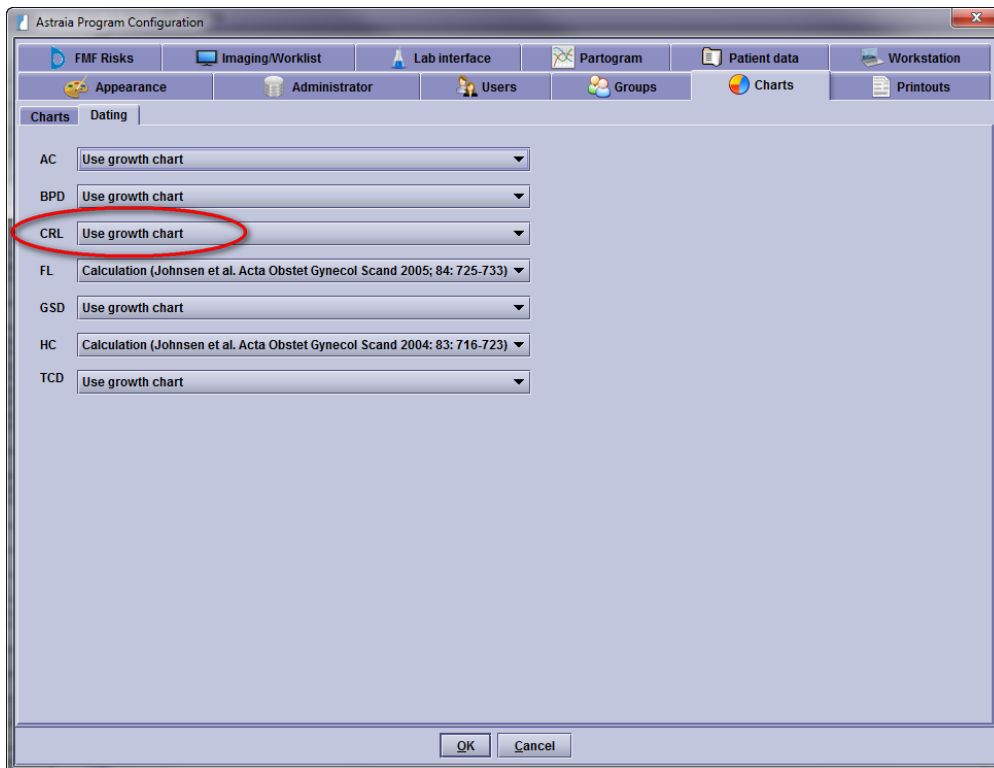 Astraia Program Configuration
FMF Risks
Imaging/Worklist
Lab interface
Partogram
Patient data
Workstation
Appearance
Administrator
Users
Groups
Charts
Printouts
Charts
Dating
AC Use growth chart
BPD Use growth chart
CRL Use growth chart
FL Calculation (Johnsen et al. Acta Obstet Gynecol Scand 2005; 84: 725-733)
GSD Use growth chart
HC Calculation (Johnsen et al. Acta Obstet Gynecol Scand 2004: 83: 716-723)
TCD Use growth chart
OK
Cancel